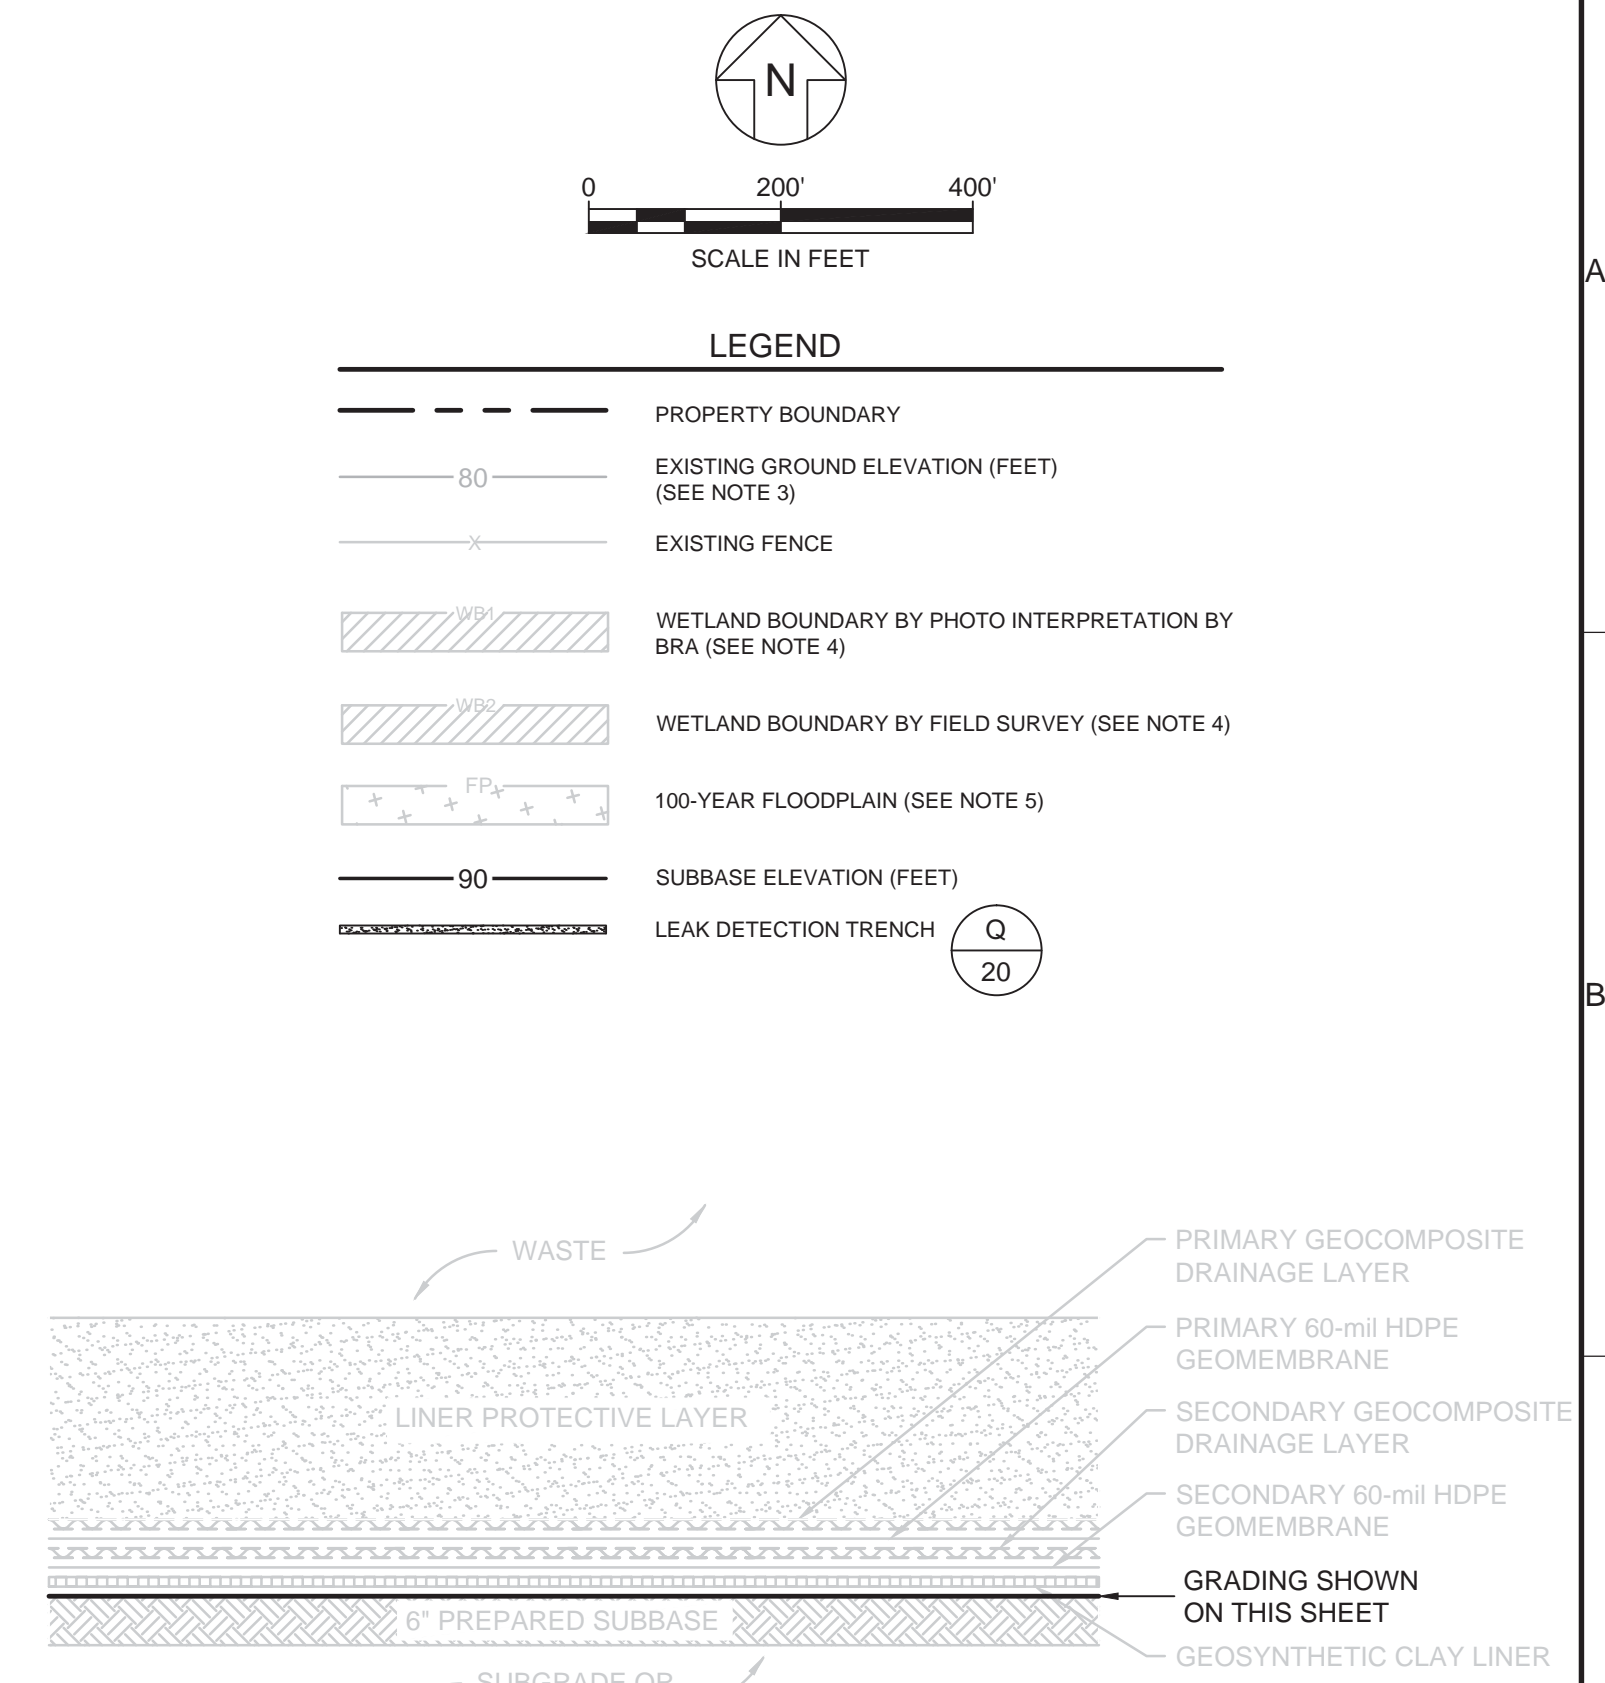 N
0 200' 400'
SCALE IN FEET
A
LEGEND
PROPERTY BOUNDARY
80
EXISTING GROUND ELEVATION (FEET)
(SEE NOTE 3)
X
EXISTING FENCE
WB1
WETLAND BOUNDARY BY PHOTO INTERPRETATION BY
BRA (SEE NOTE 4)
WB2
WETLAND BOUNDARY BY FIELD SURVEY (SEE NOTE 4)
FP
100-YEAR FLOODPLAIN (SEE NOTE 5)
90
SUBBASE ELEVATION (FEET)
LEAK DETECTION TRENCH
Q
20
B
WASTE
PRIMARY GEOCOMPOSITE
DRAINAGE LAYER
PRIMARY 60-mil HDPE
GEOMEMBRANE
LINER PROTECTIVE LAYER
SECONDARY GEOCOMPOSITE
DRAINAGE LAYER
SECONDARY 60-mil HDPE
GEOMEMBRANE
GRADING SHOWN
ON THIS SHEET
6" PREPARED SUBBASE
GEOSYNTHETIC CLAY LINER
SUBGRADE OR